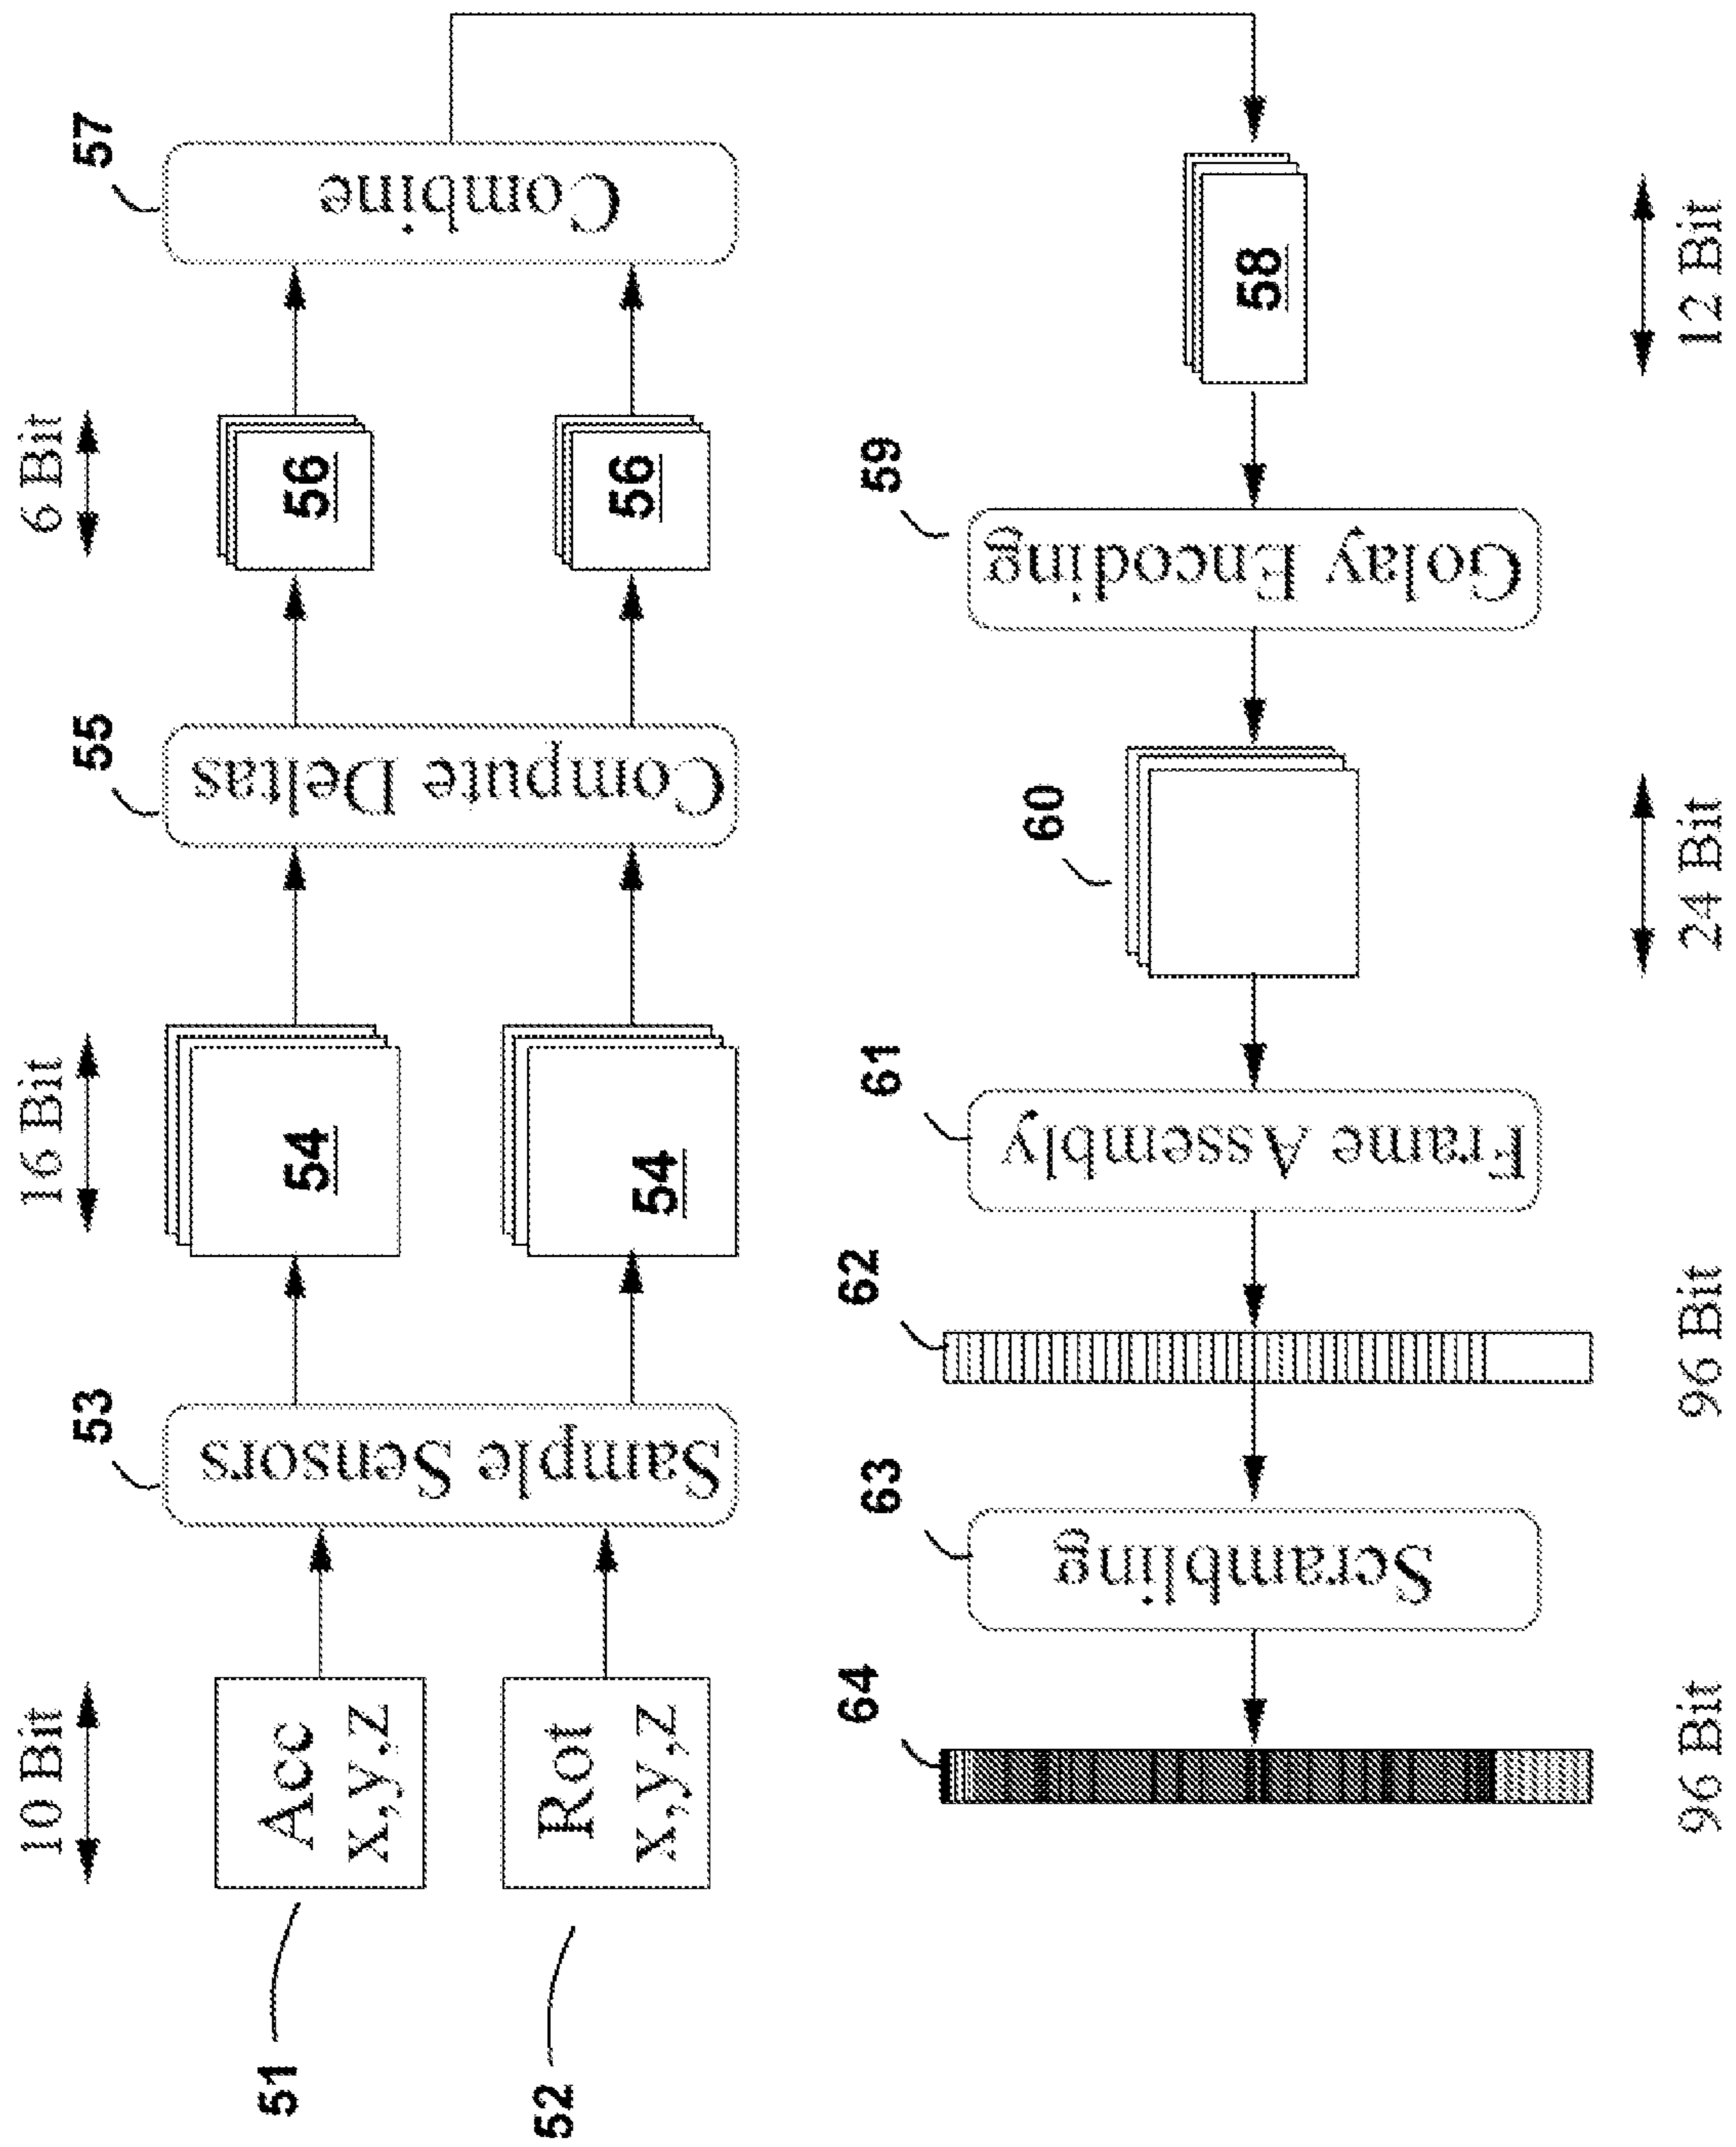 10 Bit
16 Bit
6 Bit
51
Acc
x,y,z
52
Rot
x,y,z
53
Sample Sensors
54
54
55
Compute Deltas
56
56
57
Combine
58
12 Bit
59
Golay Encoding
60
24 Bit
61
Frame Assembly
62
96 Bit
63
Scrambling
64
96 Bit